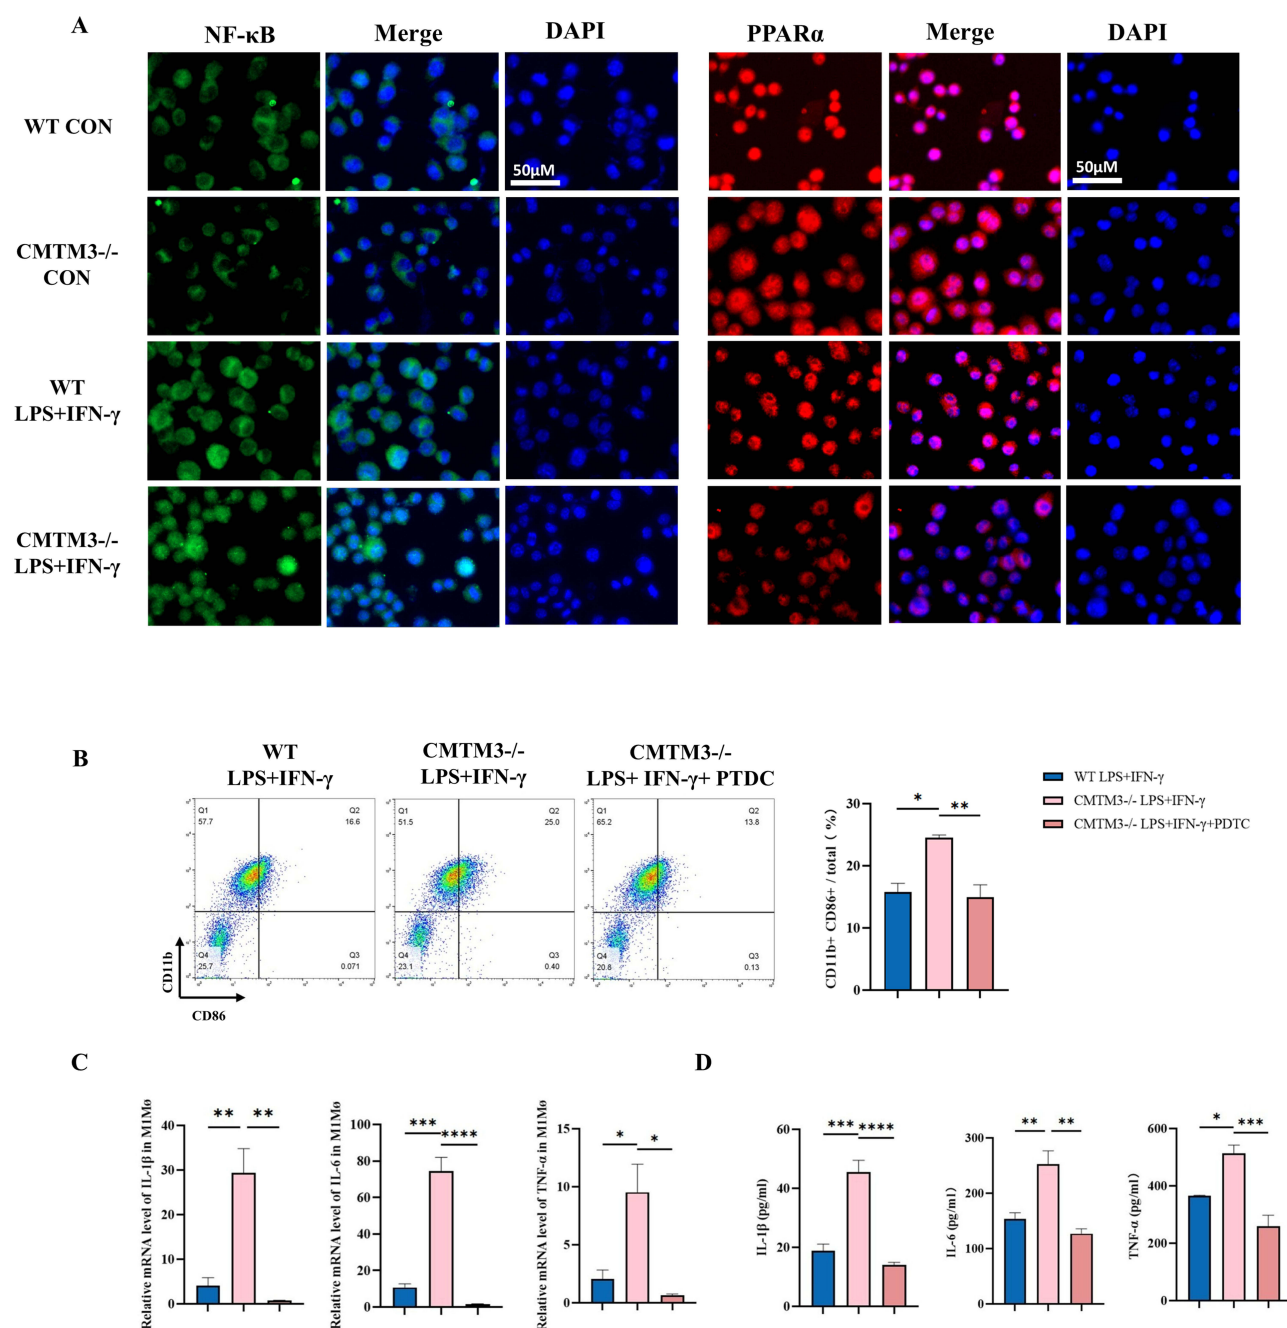 A
NF-κB Merge DAPI PPARα Merge DAPI
WT CON
50μM 50μM
CMTM3-/-
CON
WT
LPS+IFN-γ
CMTM3-/-
LPS+IFN-γ
B
WT
LPS+IFN-γ
CMTM3-/-
LPS+IFN-γ
CMTM3-/-
LPS+ IFN-γ+ PTDC
Q1
57.7
Q2
16.6
Q4
25.7
Q3
0.071
Q1
51.5
Q2
25.0
Q4
23.1
Q3
0.40
Q1
65.2
Q2
13.8
Q4
20.8
Q3
0.13
CD11b
CD86
CD11b+ CD86+ / total ( %)
30
20
10
0
* **
WT LPS+IFN-γ
CMTM3-/- LPS+IFN-γ
CMTM3-/- LPS+IFN-γ+PDTC
C
Relative mRNA level of IL-1β in M1Mø
40
30
20
10
0
** **
Relative mRNA level of IL-6 in M1Mø
100
80
60
40
20
0
*** ****
Relative mRNA level of TNF-α in M1Mø
15
10
5
0
* *
D
IL-1β (pg/ml)
60
40
20
0
*** ****
IL-6 (pg/ml)
300
200
100
0
** **
TNF-α (pg/ml)
600
400
200
0
* ***